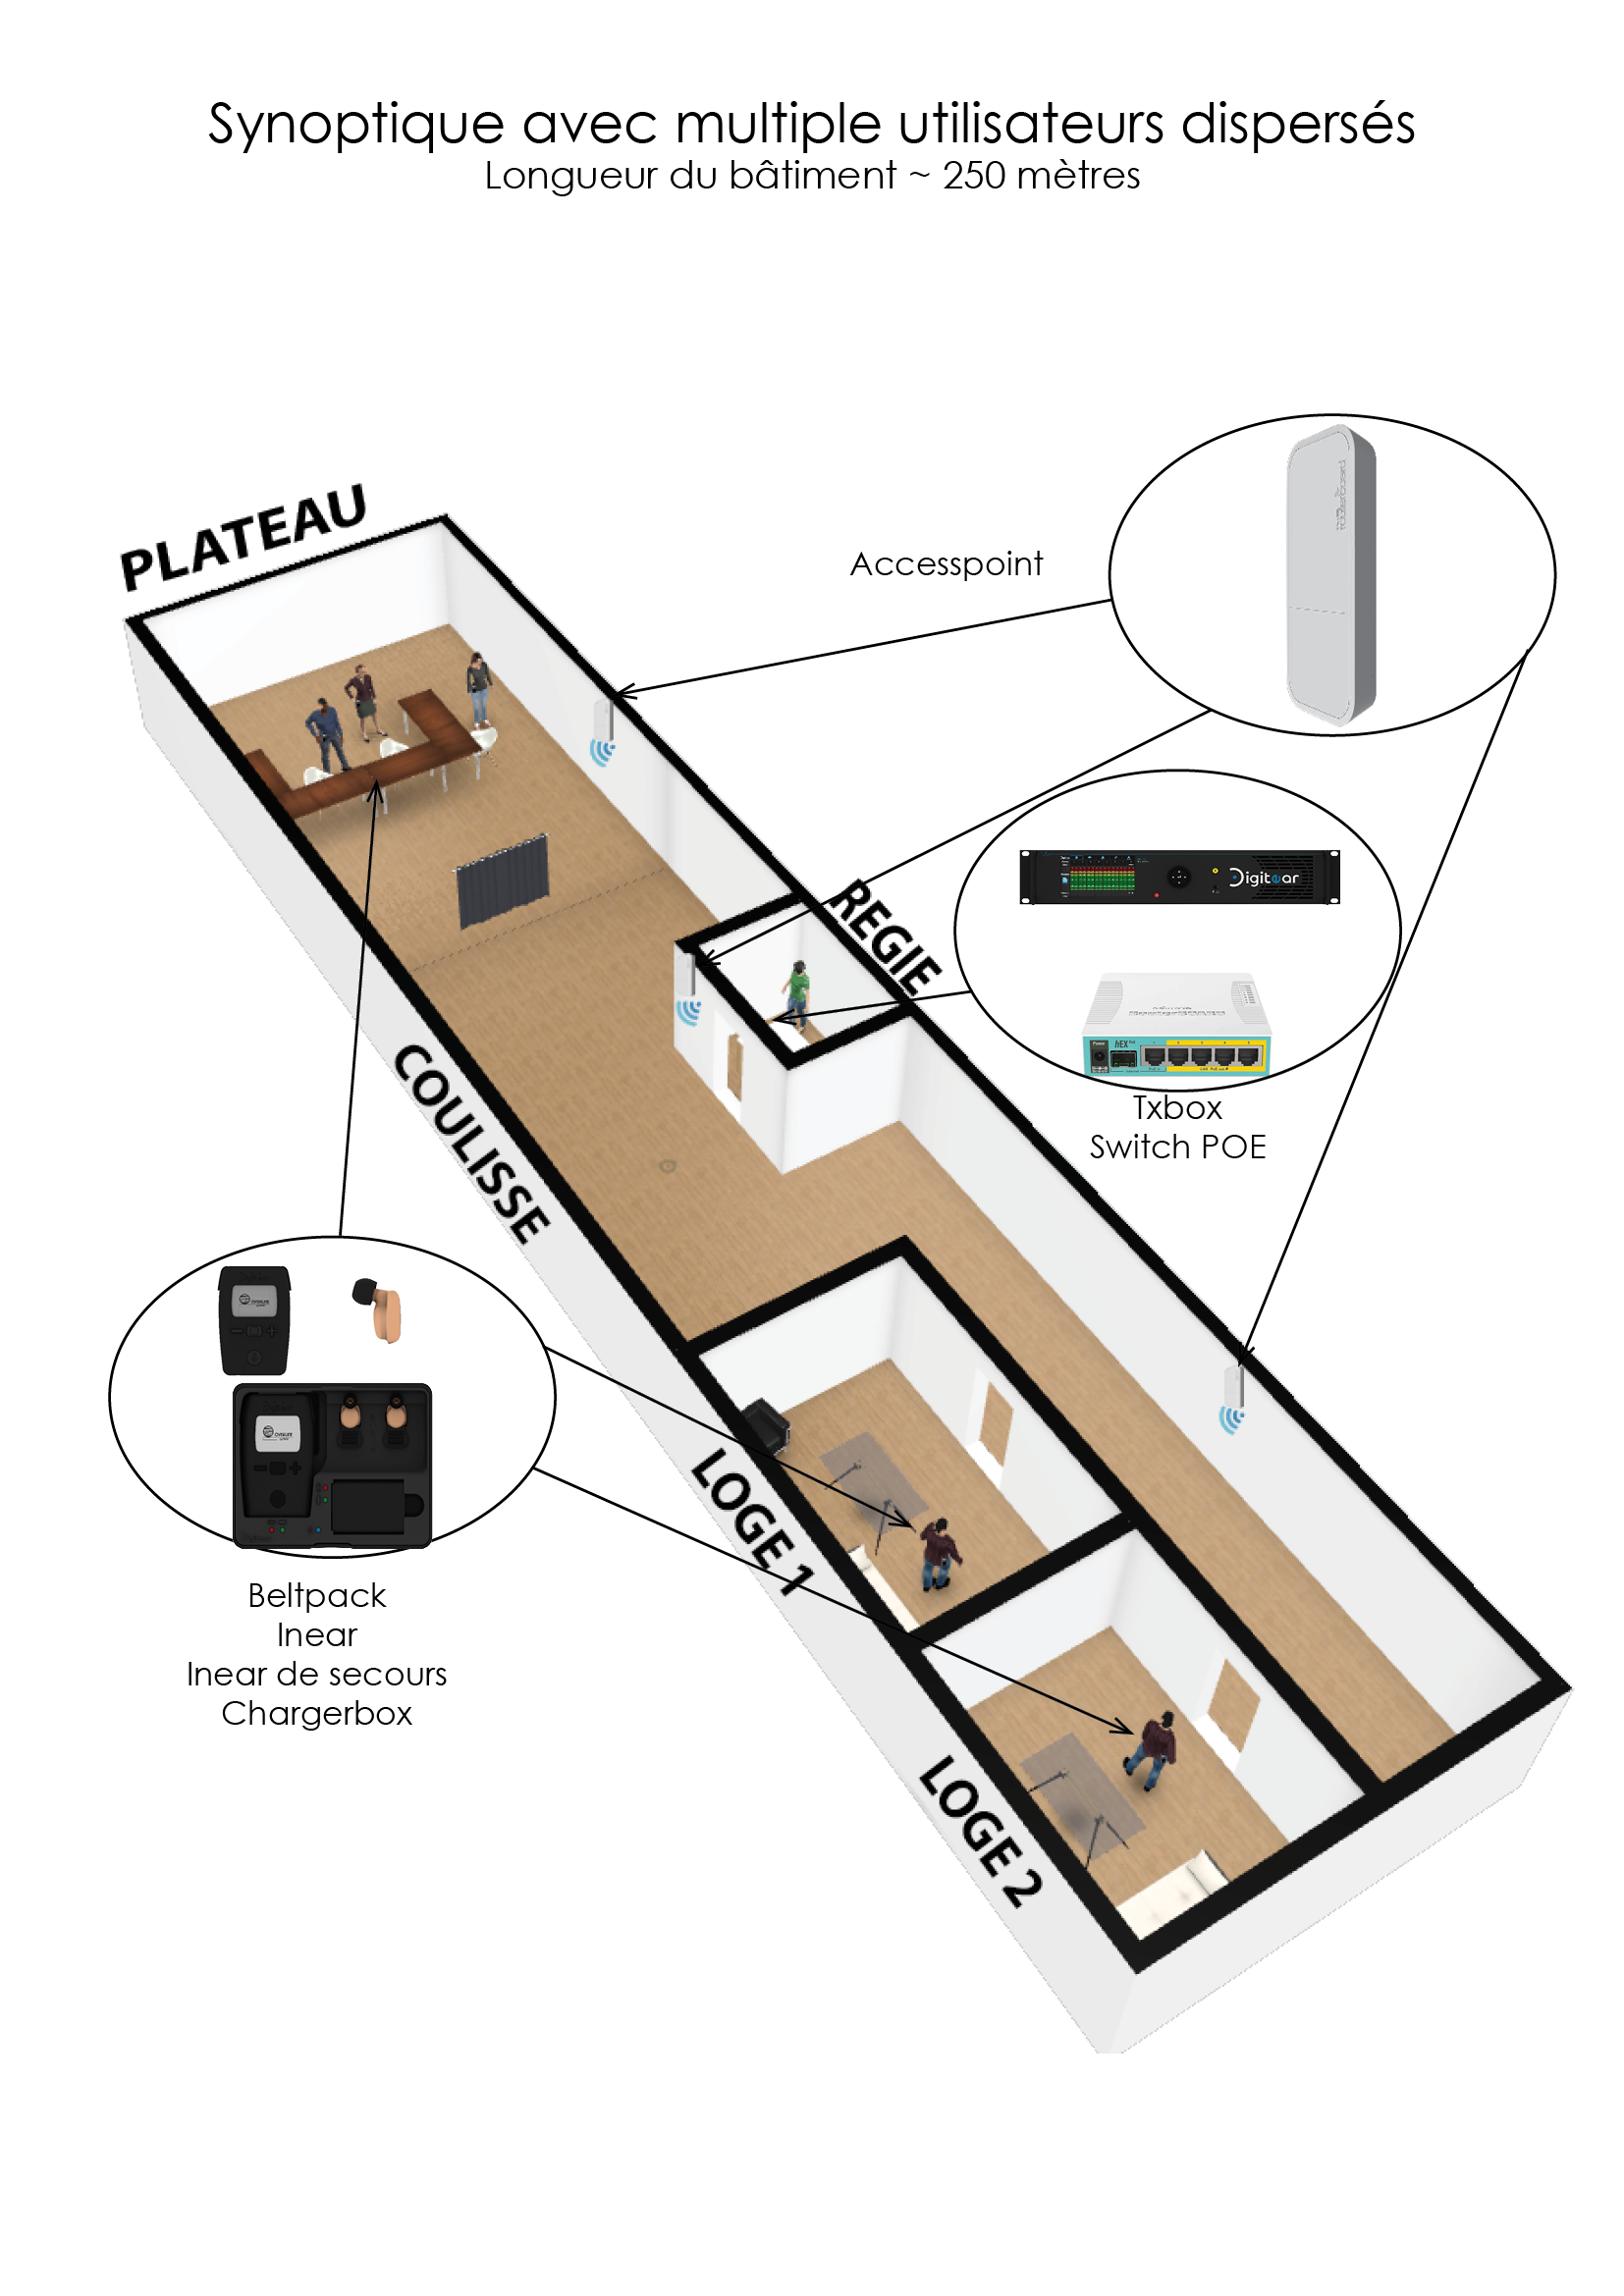 Synoptique avec multiple utilisateurs dispersés
Longueur du bâtiment ~ 250 mètres
PLATEAU
Accesspoint
REGIE
Digitear
hEX
Txbox
Switch POE
COULISSE
LOGE 1
LOGE 2
Beltpack
Inear
Inear de secours
Chargerbox